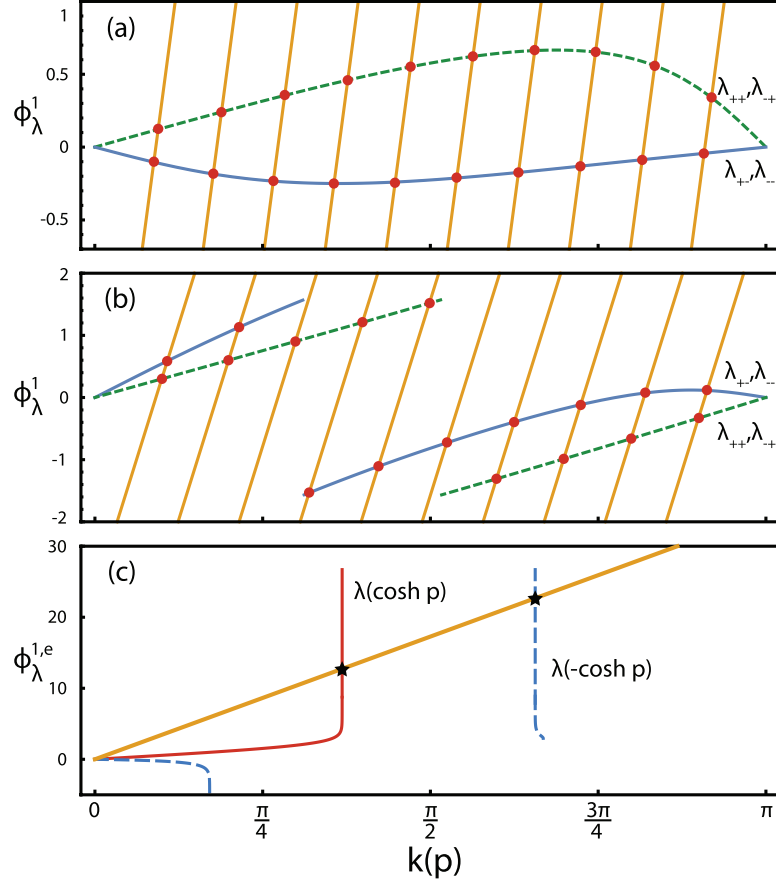 (a)
1
0.5
0
-0.5
ϕ¹λ
λ₊₊,λ₋₊
λ₊₋,λ₋₋
(b)
2
1
0
-1
-2
ϕ¹λ
λ₊₋,λ₋₋
λ₊₊,λ₋₊
(c)
30
20
10
0
ϕ¹·ᵉλ
λ(cosh p)
λ(-cosh p)
0 π/4 π/2 3π/4 π
k(p)